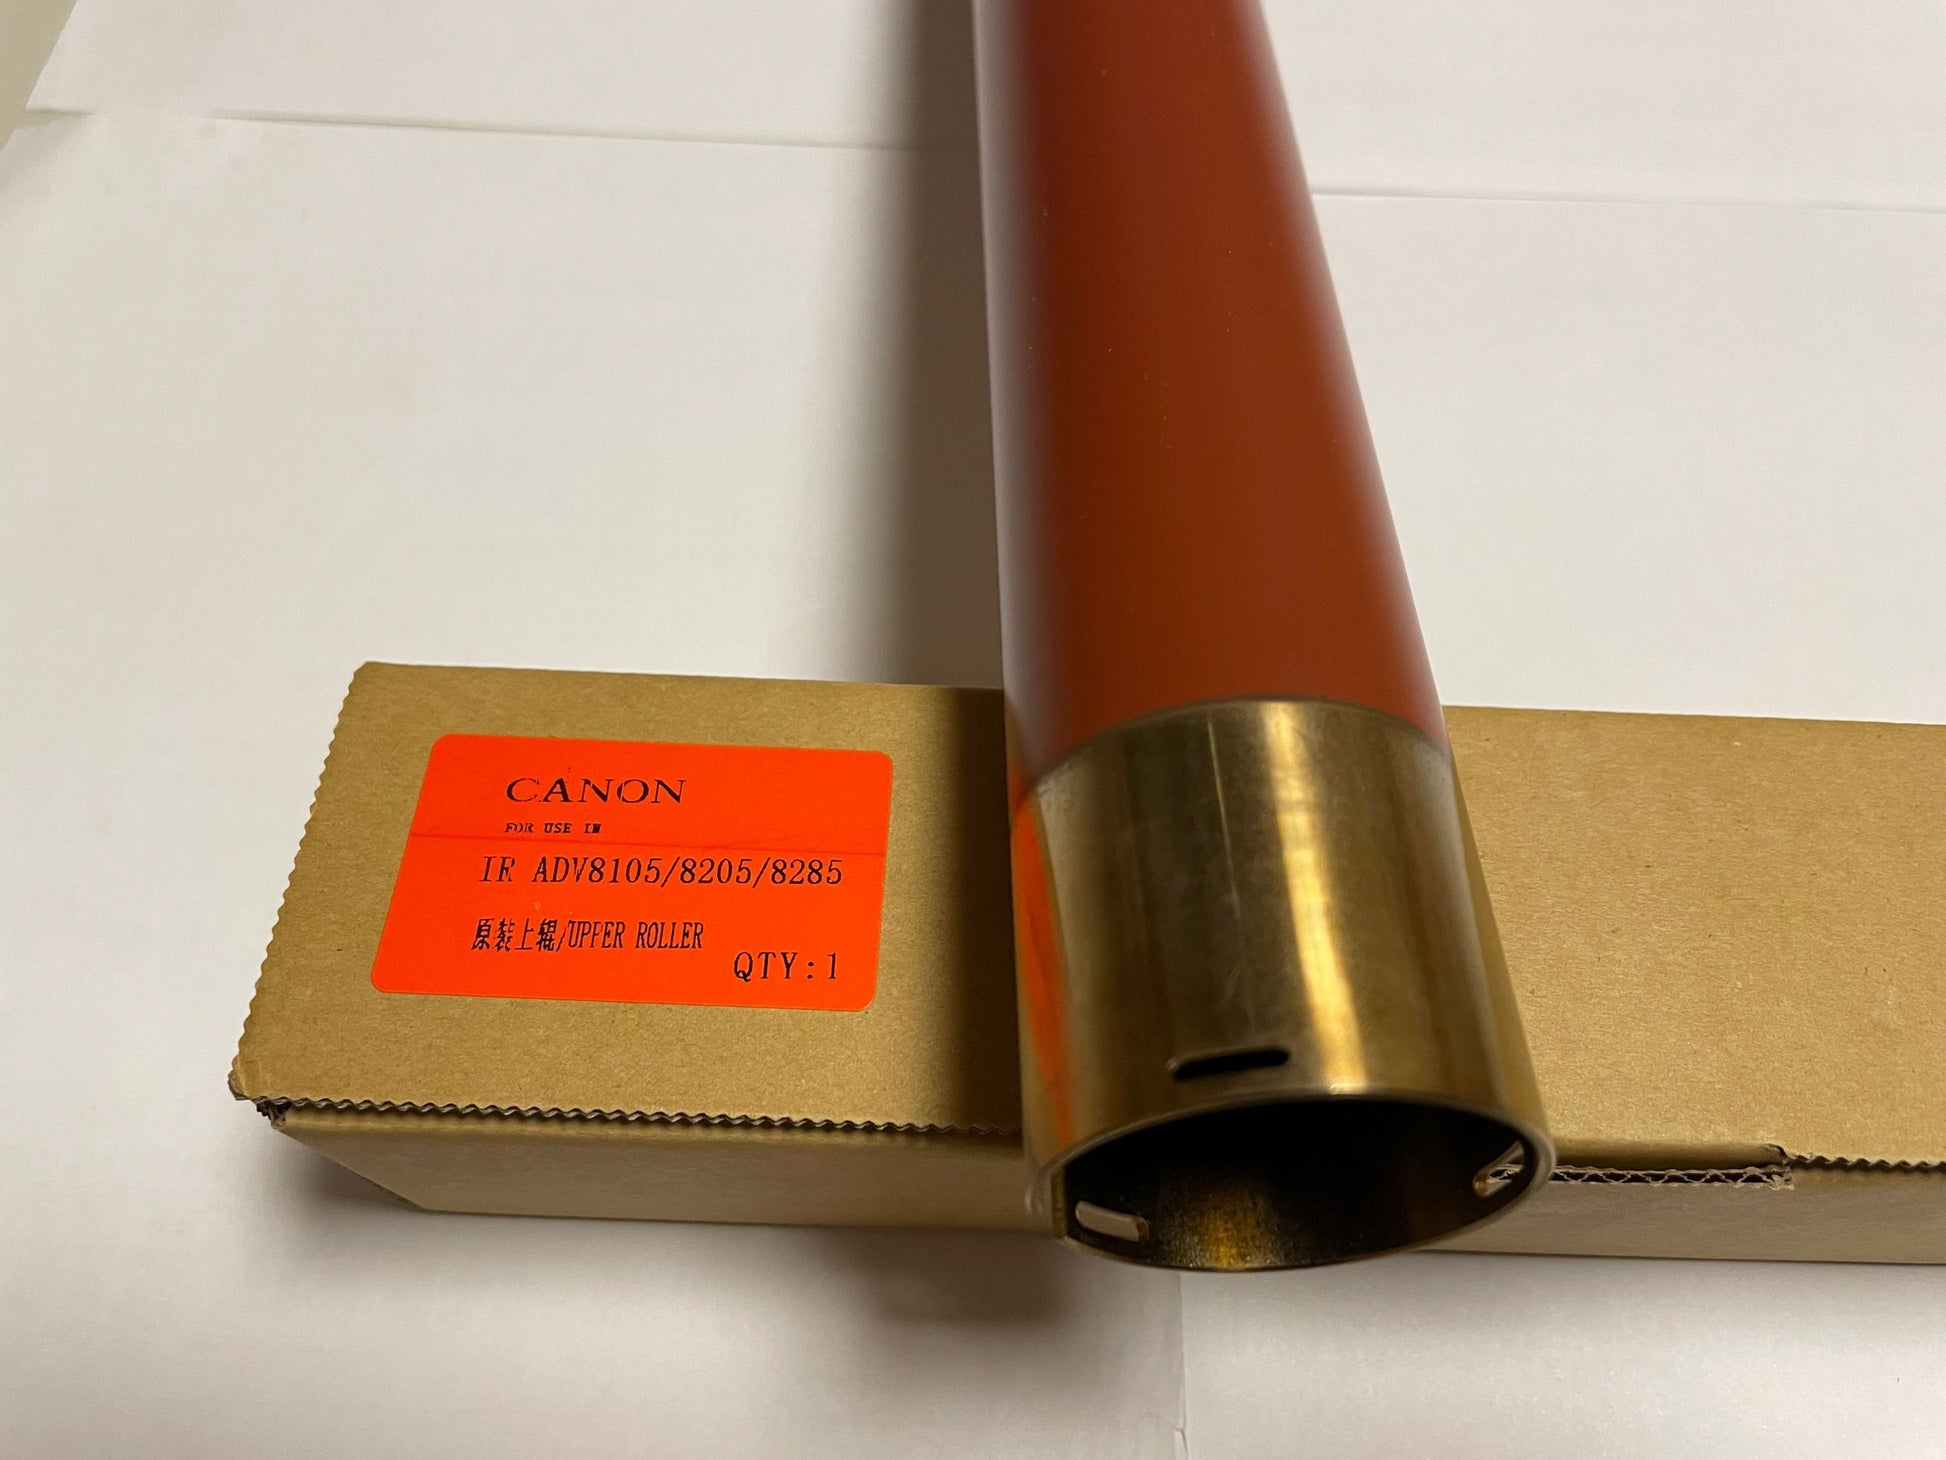 CANON
FOR USE IN
IR ADV8105/8205/8285
原装上辊/UPPER ROLLER
QTY:1